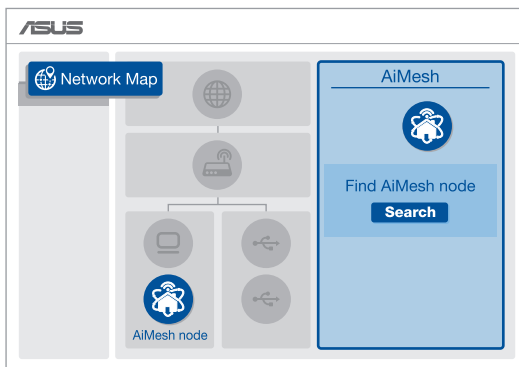 ASUS
Network Map
AiMesh
Find AiMesh node
Search
AiMesh node